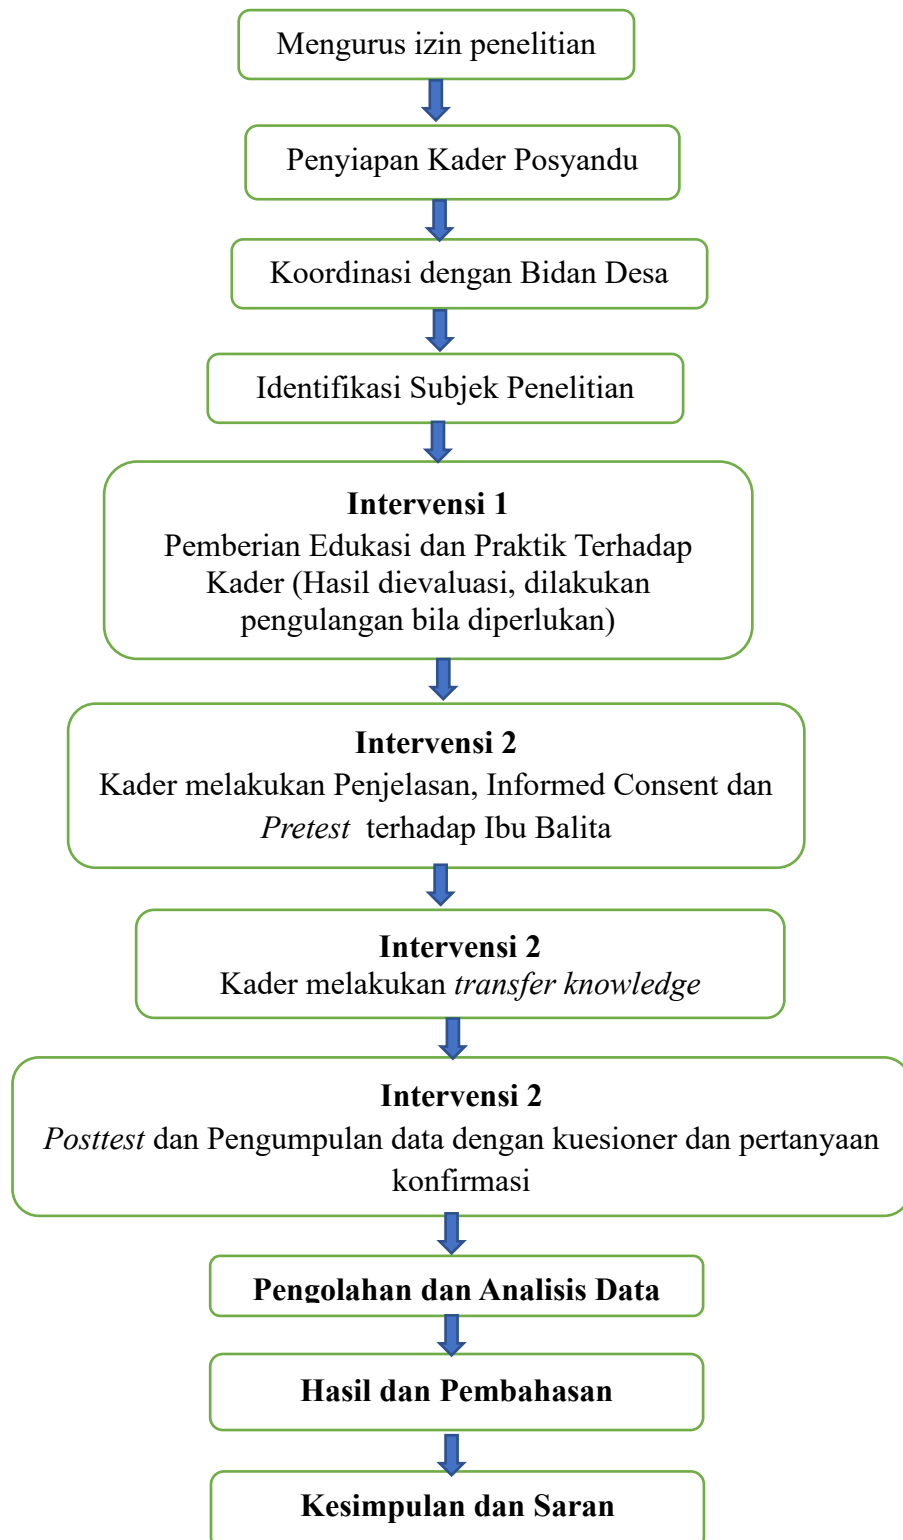 Mengurus izin penelitian
Penyiapan Kader Posyandu
Koordinasi dengan Bidan Desa
Identifikasi Subjek Penelitian
Intervensi 1
Pemberian Edukasi dan Praktik Terhadap
Kader (Hasil dievaluasi, dilakukan
pengulangan bila diperlukan)
Intervensi 2
Kader melakukan Penjelasan, Informed Consent dan
Pretest terhadap Ibu Balita
Intervensi 2
Kader melakukan transfer knowledge
Intervensi 2
Posttest dan Pengumpulan data dengan kuesioner dan pertanyaan
konfirmasi
Pengolahan dan Analisis Data
Hasil dan Pembahasan
Kesimpulan dan Saran